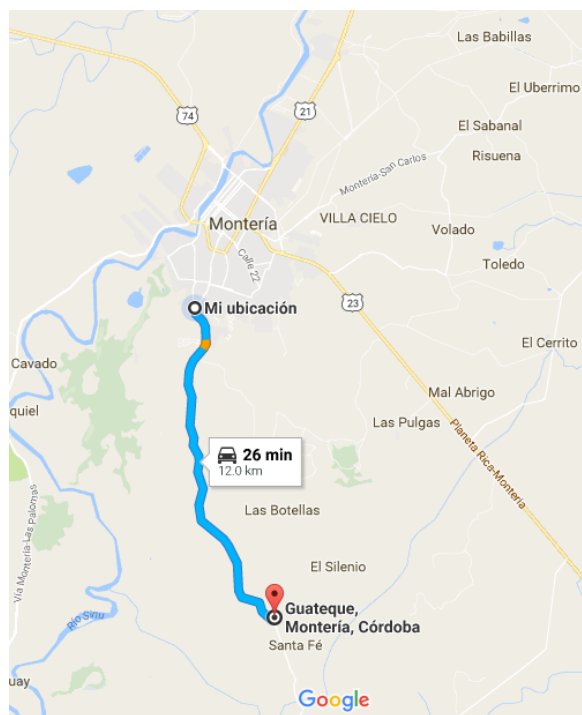 Las Babillas
El Uberrimo
74
21
El Sabanal
Risuena
Montería-San Carlos
Montería
VILLA CIELO
Volado
Calle 22
Toledo
Mi ubicación
23
El Cerrito
Cavado
Mal Abrigo
quiel
Las Pulgas
Planeta Rica-Montería
26 min
12.0 km
Las Botellas
Vía Montería-Las Palomas
El Silenio
Río Sinú
Guateque,
Montería, Córdoba
Santa Fé
uay
Google